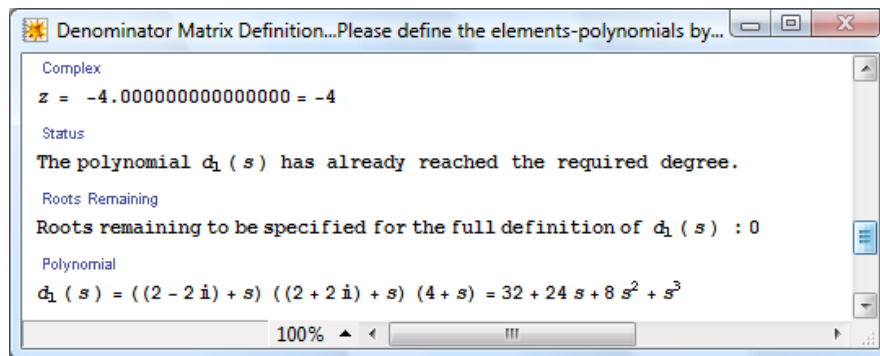 Denominator Matrix Definition...Please define the elements-polynomials by...
Complex
z = -4.000000000000000 = -4
Status
The polynomial d₁ (s) has already reached the required degree.
Roots Remaining
Roots remaining to be specified for the full definition of d₁ (s) : 0
Polynomial
d₁ (s) = ((2 - 2 i) + s) ((2 + 2 i) + s) (4 + s) = 32 + 24 s + 8 s² + s³
100%